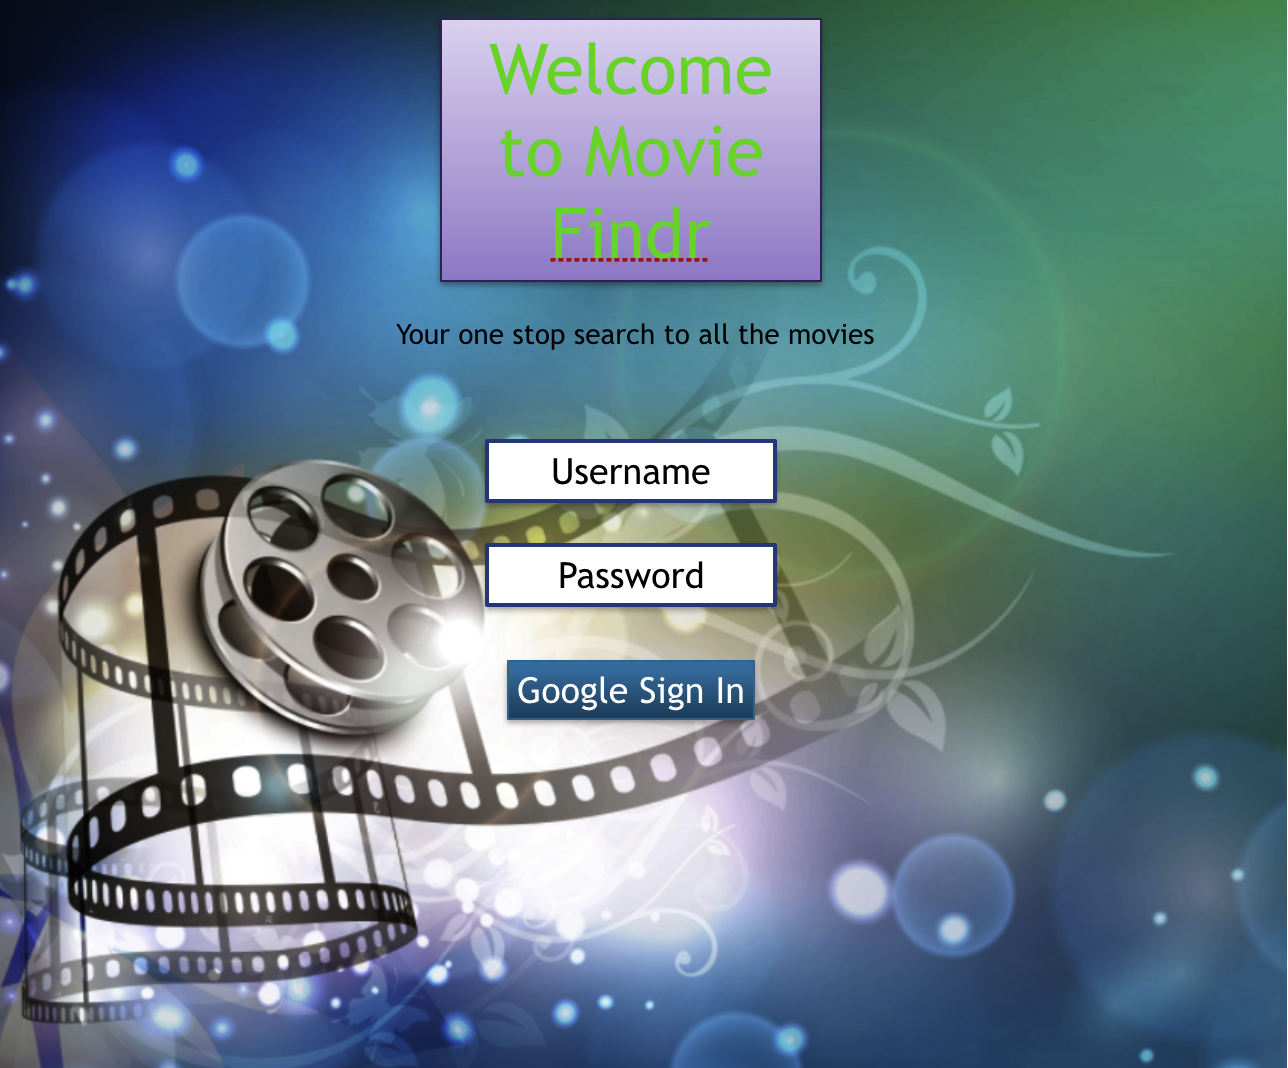 Welcome
to Movie
Findr
Your one stop search to all the movies
Username
Password
Google Sign In